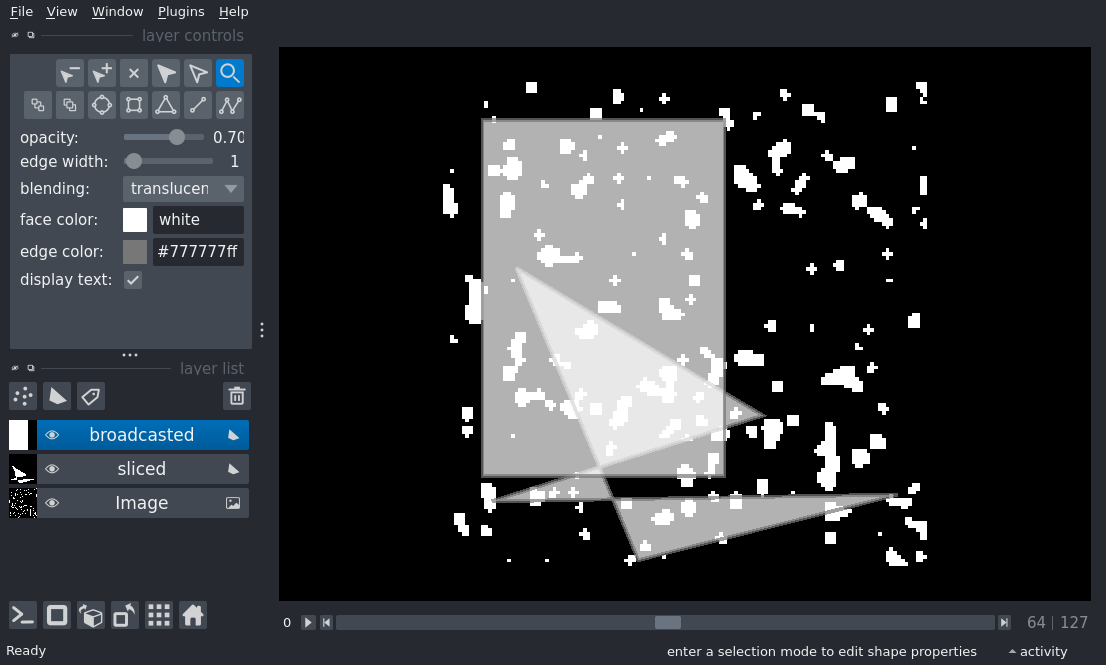 File View Window Plugins Help
layer controls
opacity: 0.70
edge width: 1
blending: translucen
face color: white
edge color: #777777ff
display text:
layer list
broadcasted
sliced
Image
0 64 | 127
Ready enter a selection mode to edit shape properties activity